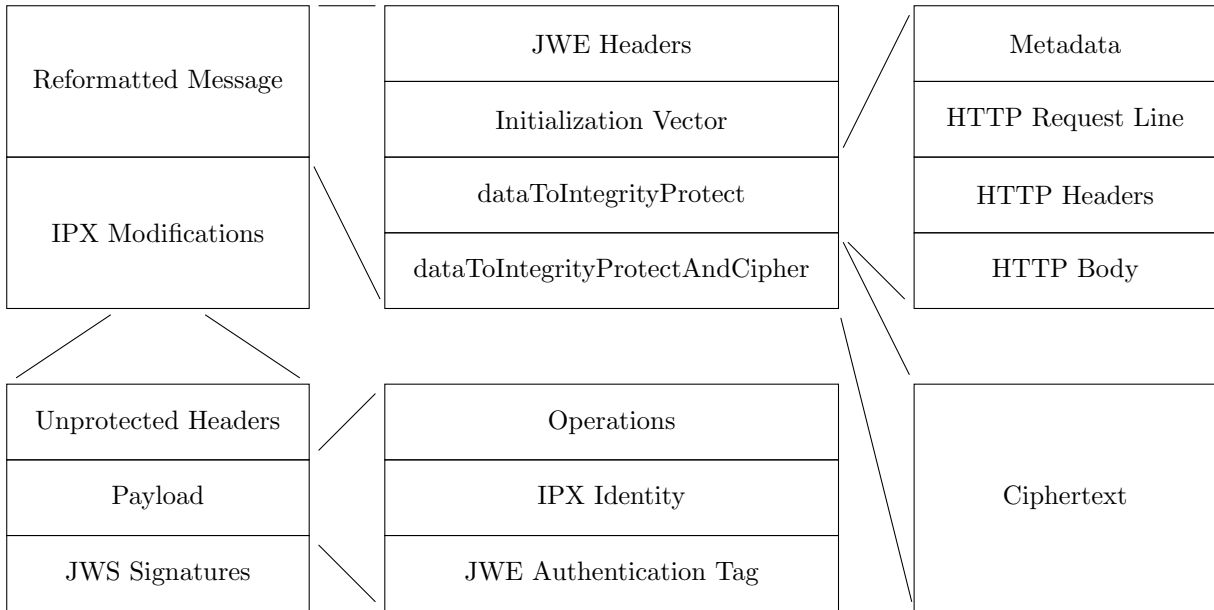 Reformatted Message
IPX Modifications
JWE Headers
Initialization Vector
dataToIntegrityProtect
dataToIntegrityProtectAndCipher
Metadata
HTTP Request Line
HTTP Headers
HTTP Body
Unprotected Headers
Payload
JWS Signatures
Operations
IPX Identity
JWE Authentication Tag
Ciphertext